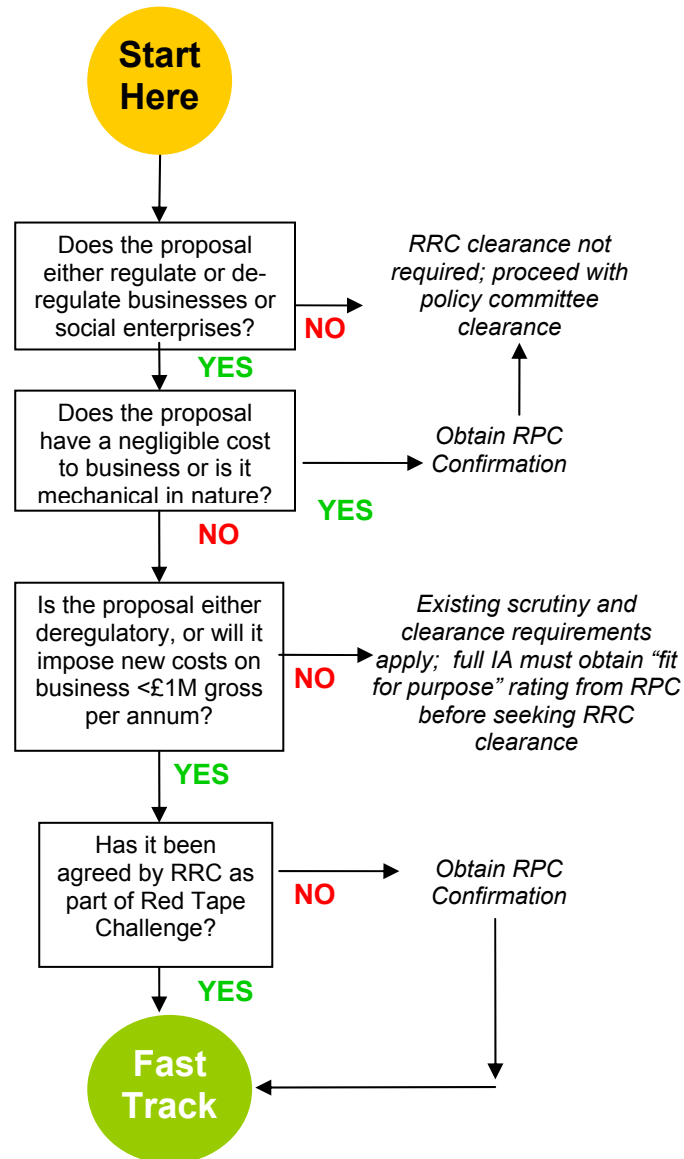 Start
Here
Does the proposal
either regulate or de-
regulate businesses or
social enterprises?
NO
RRC clearance not
required; proceed with
policy committee
clearance
YES
Does the proposal
have a negligible cost
to business or is it
mechanical in nature?
YES
Obtain RPC
Confirmation
NO
Is the proposal either
deregulatory, or will it
impose new costs on
business <£1M gross
per annum?
NO
Existing scrutiny and
clearance requirements
apply; full IA must obtain “fit
for purpose” rating from RPC
before seeking RRC
clearance
YES
Has it been
agreed by RRC as
part of Red Tape
Challenge?
NO
Obtain RPC
Confirmation
YES
Fast
Track